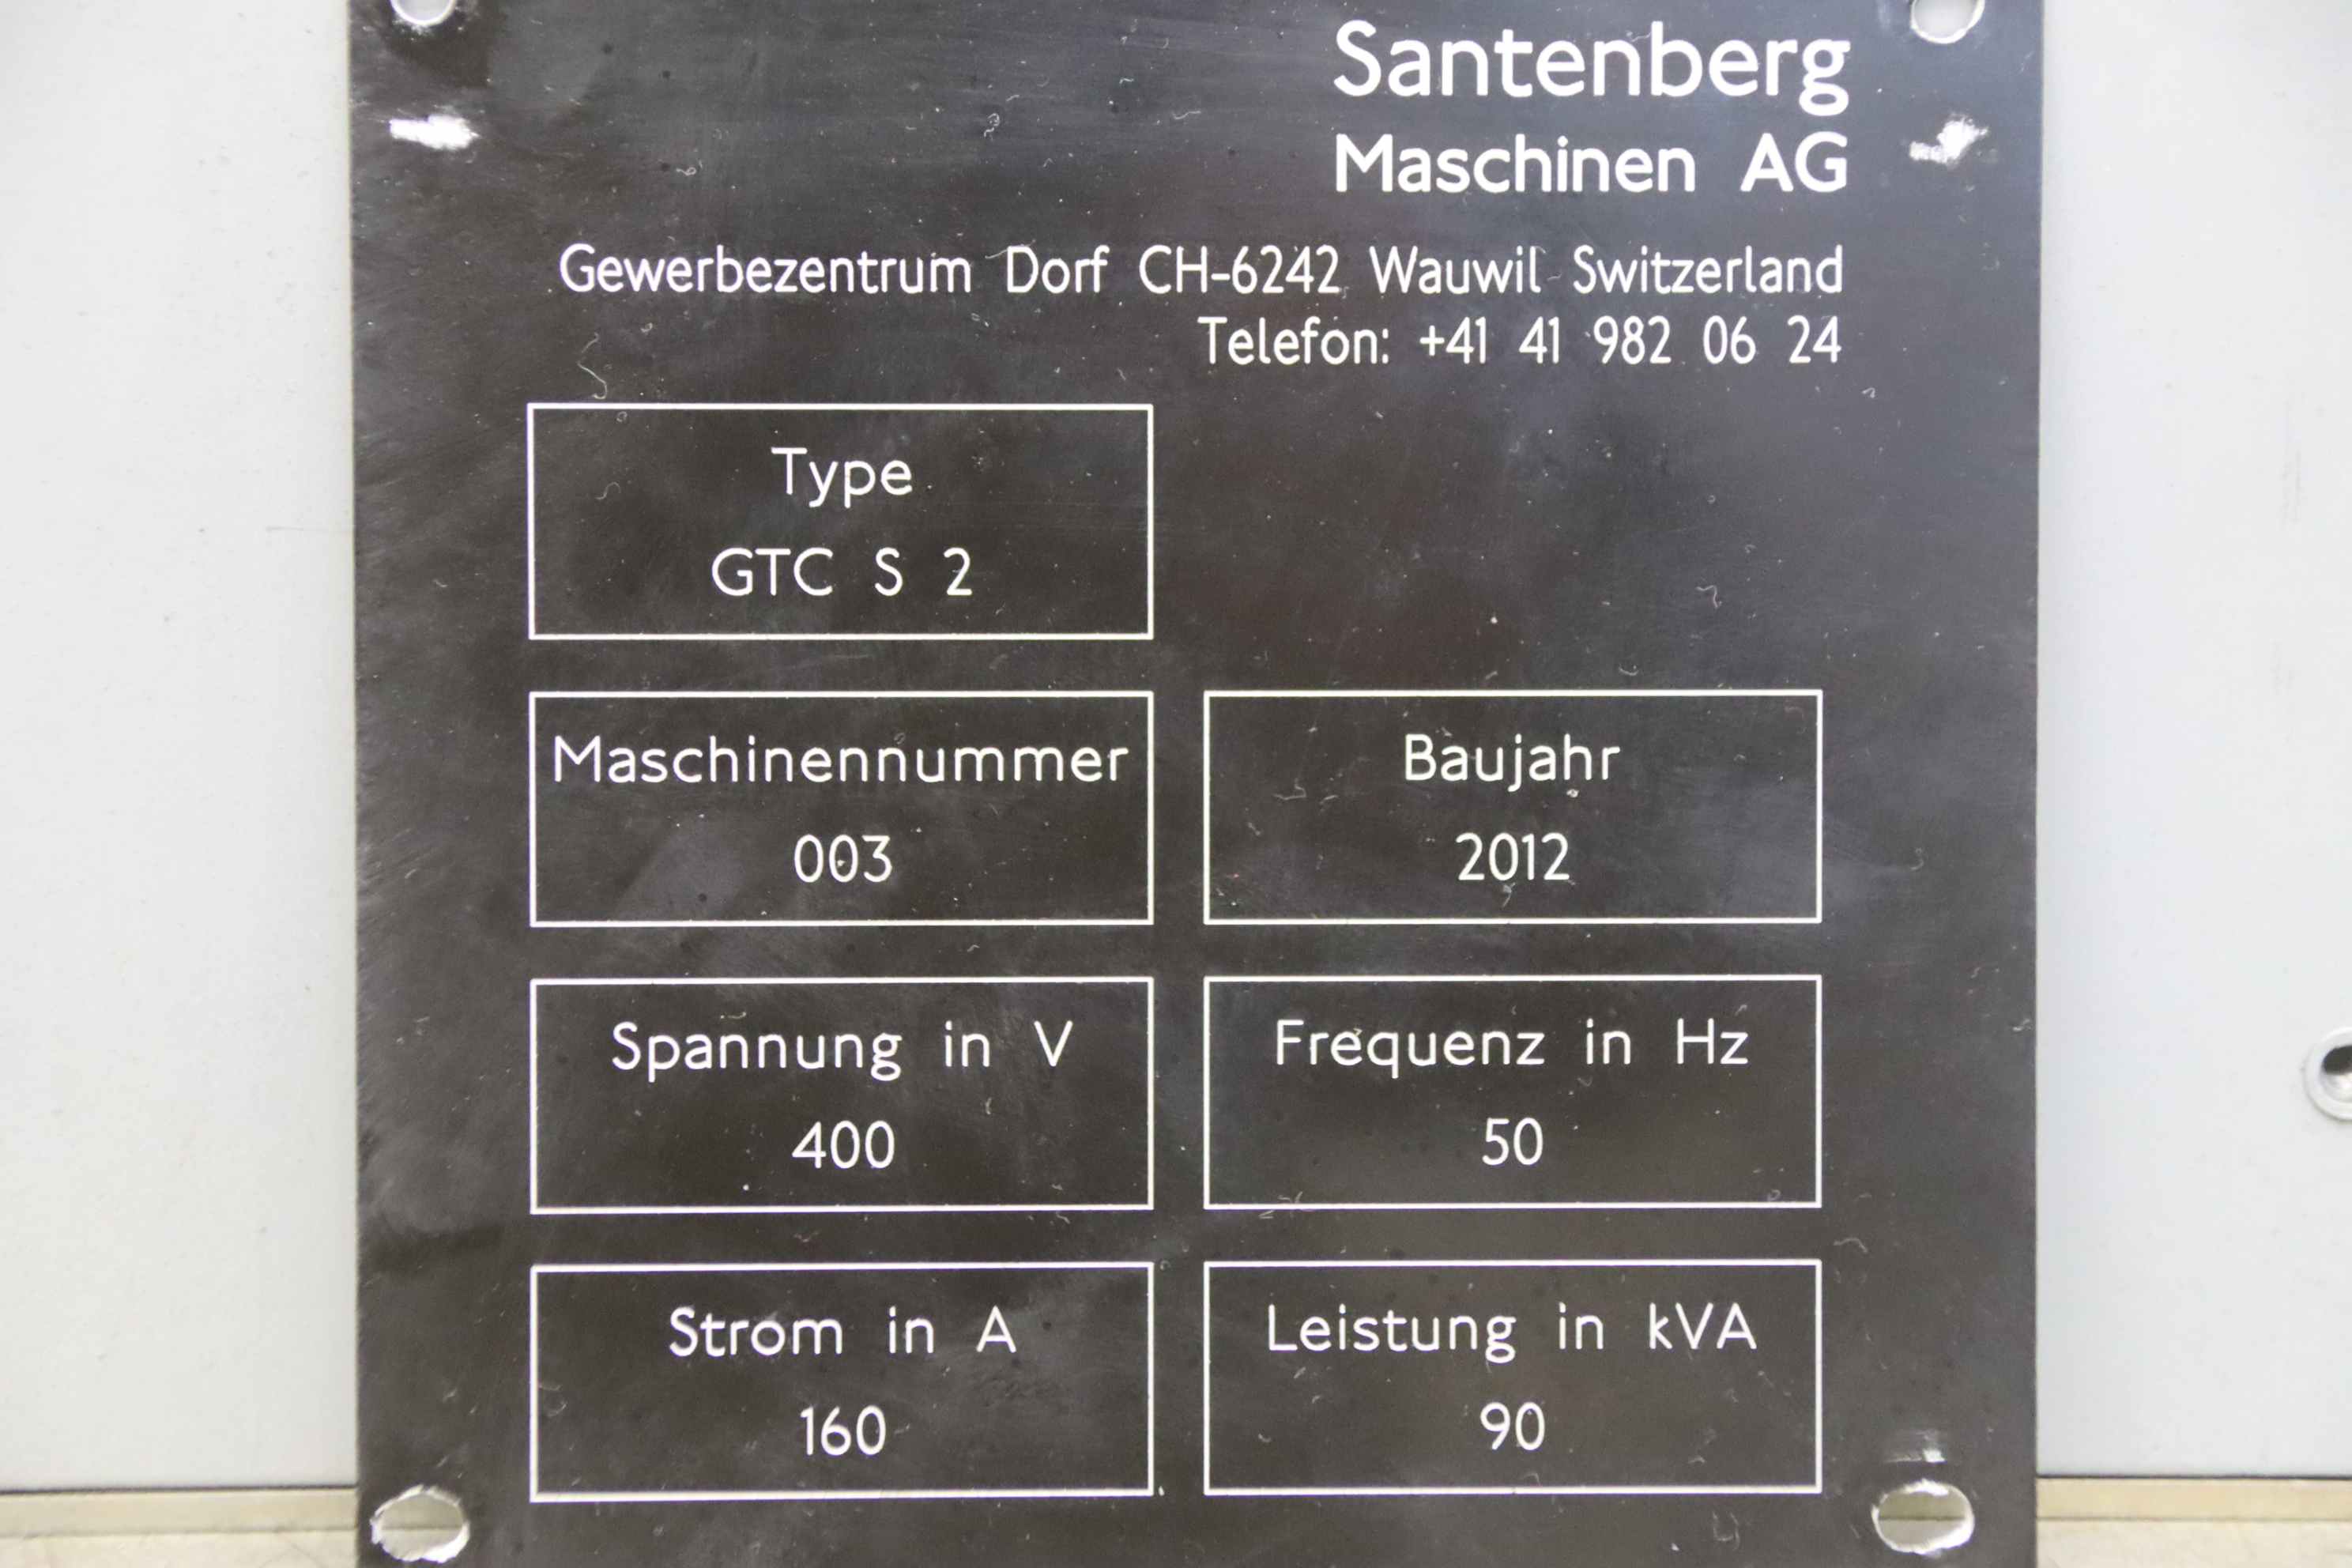 Santenberg
Maschinen AG
Gewerbezentrum Dorf CH-6242 Wauwil Switzerland
Telefon: +41 41 982 06 24
Type
GTC S 2
Maschinennummer
003
Baujahr
2012
Spannung in V
400
Frequenz in Hz
50
Strom in A
160
Leistung in kVA
90